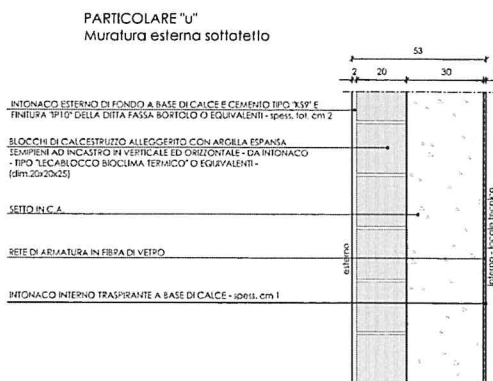 PARTICOLARE "u"
Muratura esterna sottotetto
53
2 20 30
INTONACO ESTERNO DI FONDO A BASE DI CALCE E CEMENTO TIPO "KS9" E
FINITURA "IP10" DELLA DITTA FASSA BORTOLO O EQUIVALENTI - spess. tot. cm 2
BLOCCHI DI CALCESTRUZZO ALLEGGERITO CON ARGILLA ESPANSA
SEMIPIENI AD INCASTRO IN VERTICALE ED ORIZZONTALE - DA INTONACO
- TIPO "LECABLOCCO BIOCLIMA TERMICO" O EQUIVALENTI -
(dim.20x20x25)
SETTO IN C.A.
RETE DI ARMATURA IN FIBRA DI VETRO
INTONACO INTERNO TRASPIRANTE A BASE DI CALCE - spess. cm 1
esterno
interno - locale tecnico